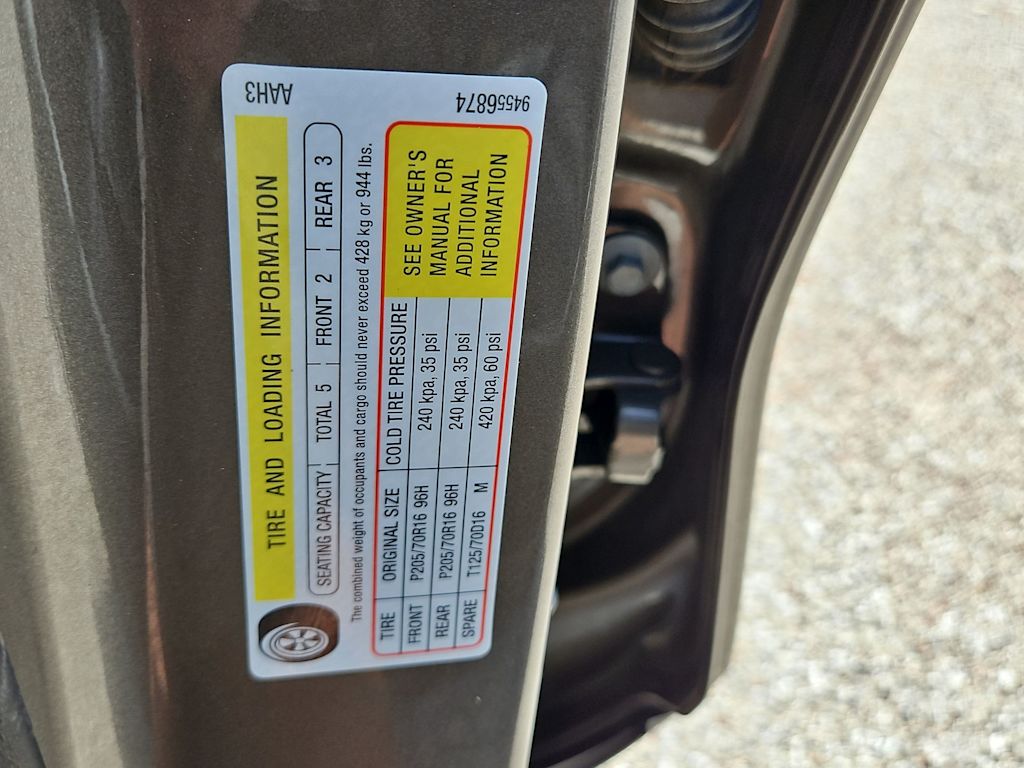 TIRE AND LOADING INFORMATION
SEATING CAPACITY TOTAL 5 FRONT 2 REAR 3
The combined weight of occupants and cargo should never exceed 428 kg or 944 lbs.
TIRE ORIGINAL SIZE COLD TIRE PRESSURE
FRONT P205/70R16 96H 240 kpa, 35 psi
REAR P205/70R16 96H 240 kpa, 35 psi
SPARE T125/70D16 M 420 kpa, 60 psi
SEE OWNER'S
MANUAL FOR
ADDITIONAL
INFORMATION
AAH3
94556874